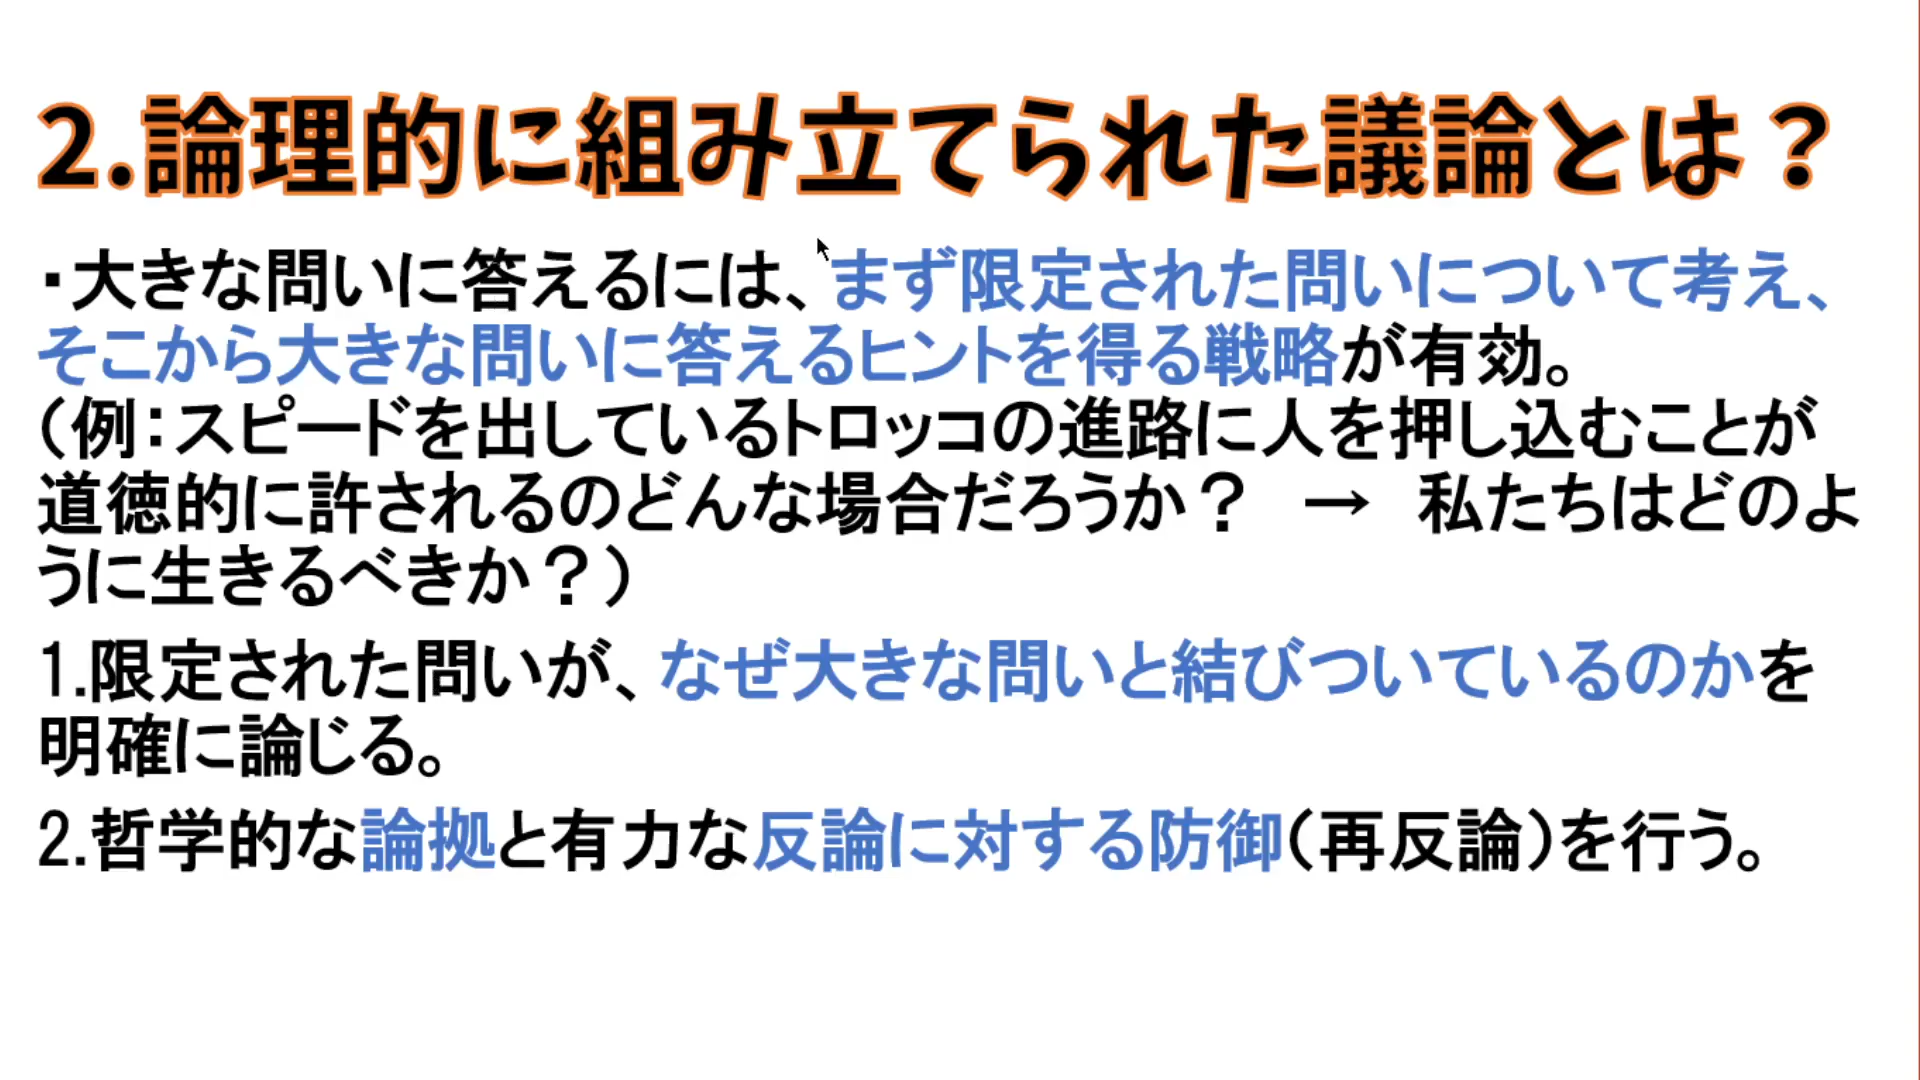 2.論理的に組み立てられた議論とは？
・大きな問いに答えるには、まず限定された問いについて考え、
そこから大きな問いに答えるヒントを得る戦略が有効。
（例：スピードを出しているトロッコの進路に人を押し込むことが
道徳的に許されるのどんな場合だろうか？　→　私たちはどのよ
うに生きるべきか？）
1.限定された問いが、なぜ大きな問いと結びついているのかを
明確に論じる。
2.哲学的な論拠と有力な反論に対する防御（再反論）を行う。